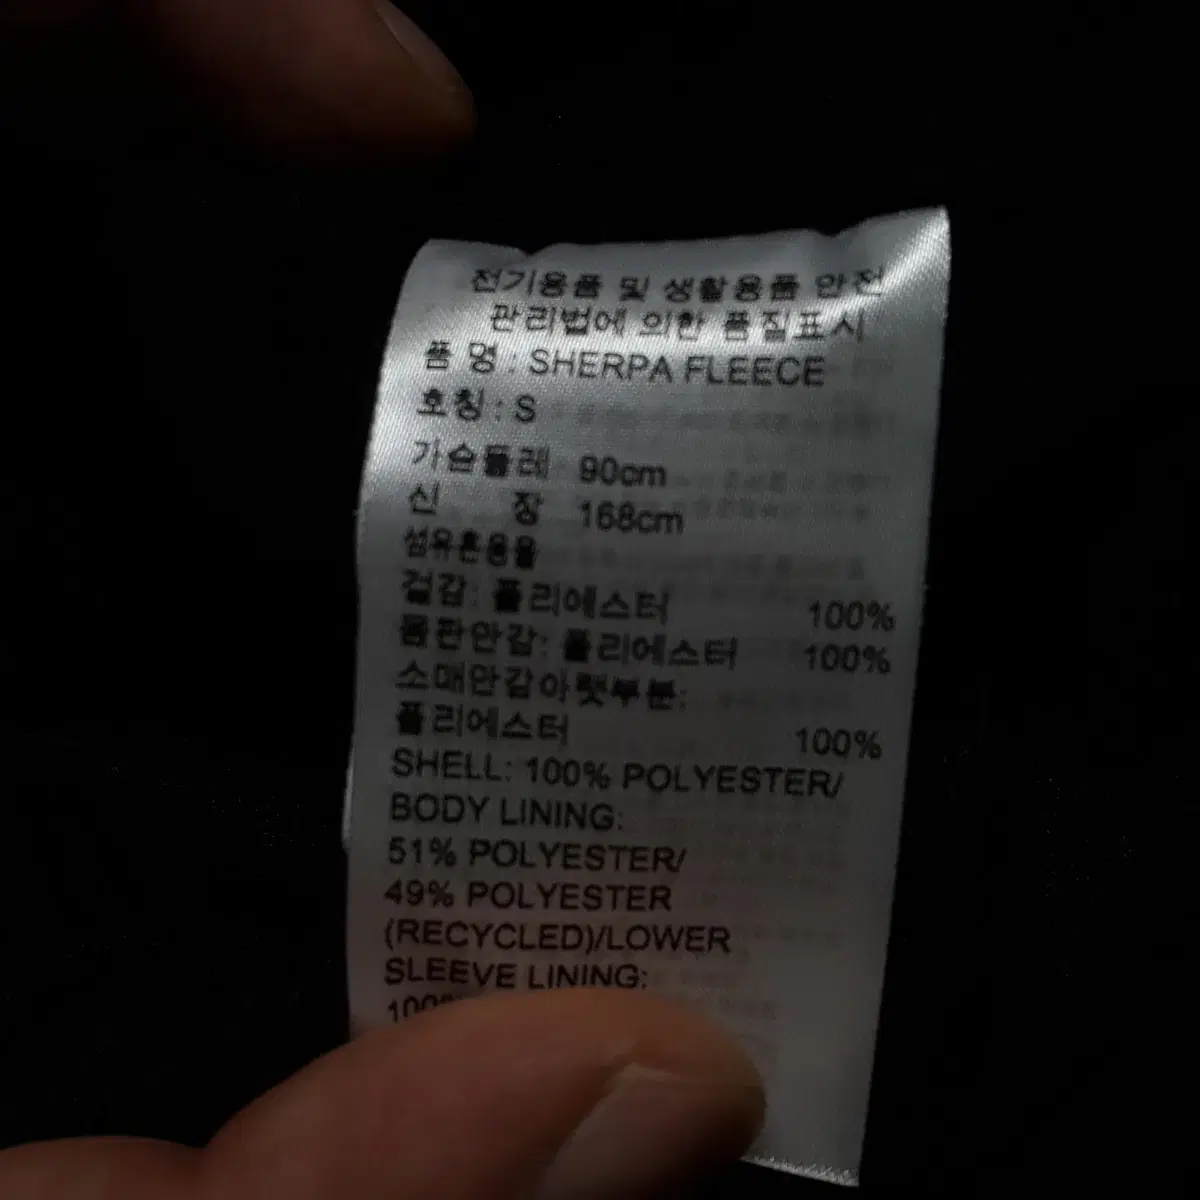 전기용품 및 생활용품 안전
관리법에 의한 품질표시
품 명 : SHERPA FLEECE
호칭 : S
가슴둘레 90cm
신 장 168cm
섬유혼용율
겉감: 폴리에스터 100%
몸판안감: 폴리에스터 100%
소매안감아랫부분:
폴리에스터 100%
SHELL: 100% POLYESTER/
BODY LINING:
51% POLYESTER/
49% POLYESTER
(RECYCLED)/LOWER
SLEEVE LINING:
100%